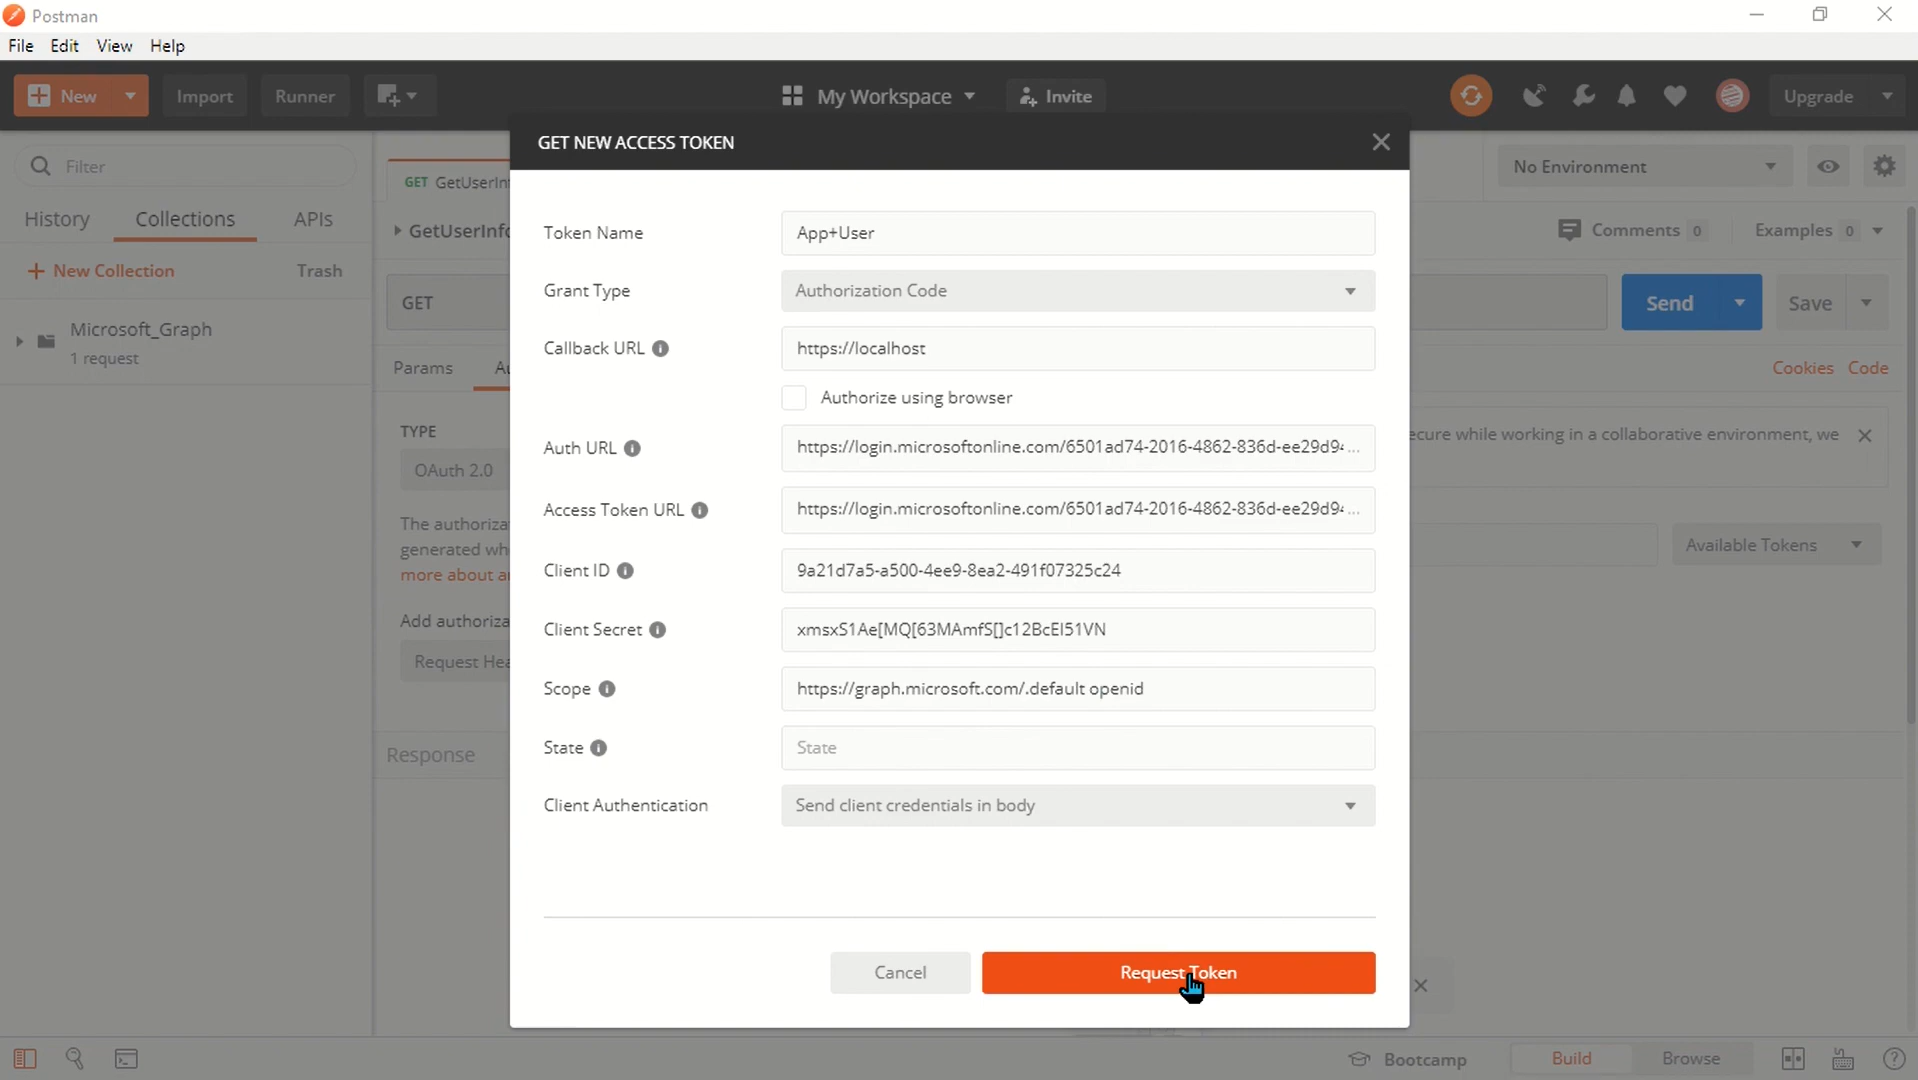 Postman
File Edit View Help
New Import Runner My Workspace Invite Upgrade
GET NEW ACCESS TOKEN
Filter
GET GetUserInf
No Environment
History Collections APIs
GetUserInfo
Comments 0 Examples 0
+ New Collection Trash
Token Name App+User
Grant Type Authorization Code
GET Send Save
Microsoft_Graph
1 request
Callback URL https://localhost
Params Au
Cookies Code
Authorize using browser
TYPE
Auth URL https://login.microsoftonline.com/6501ad74-2016-4862-836d-ee29d94 ...
ecure while working in a collaborative environment, we
OAuth 2.0
Access Token URL https://login.microsoftonline.com/6501ad74-2016-4862-836d-ee29d94 ...
The authoriza
generated wh
more about a
Available Tokens
Client ID 9a21d7a5-a500-4ee9-8ea2-491f07325c24
Add authoriza
Client Secret xmsxS1Ae[MQ[63MAmfS[]c12BcEI51VN
Request Hea
Scope https://graph.microsoft.com/.default openid
State State
Response
Client Authentication Send client credentials in body
Cancel Request Token
Bootcamp Build Browse